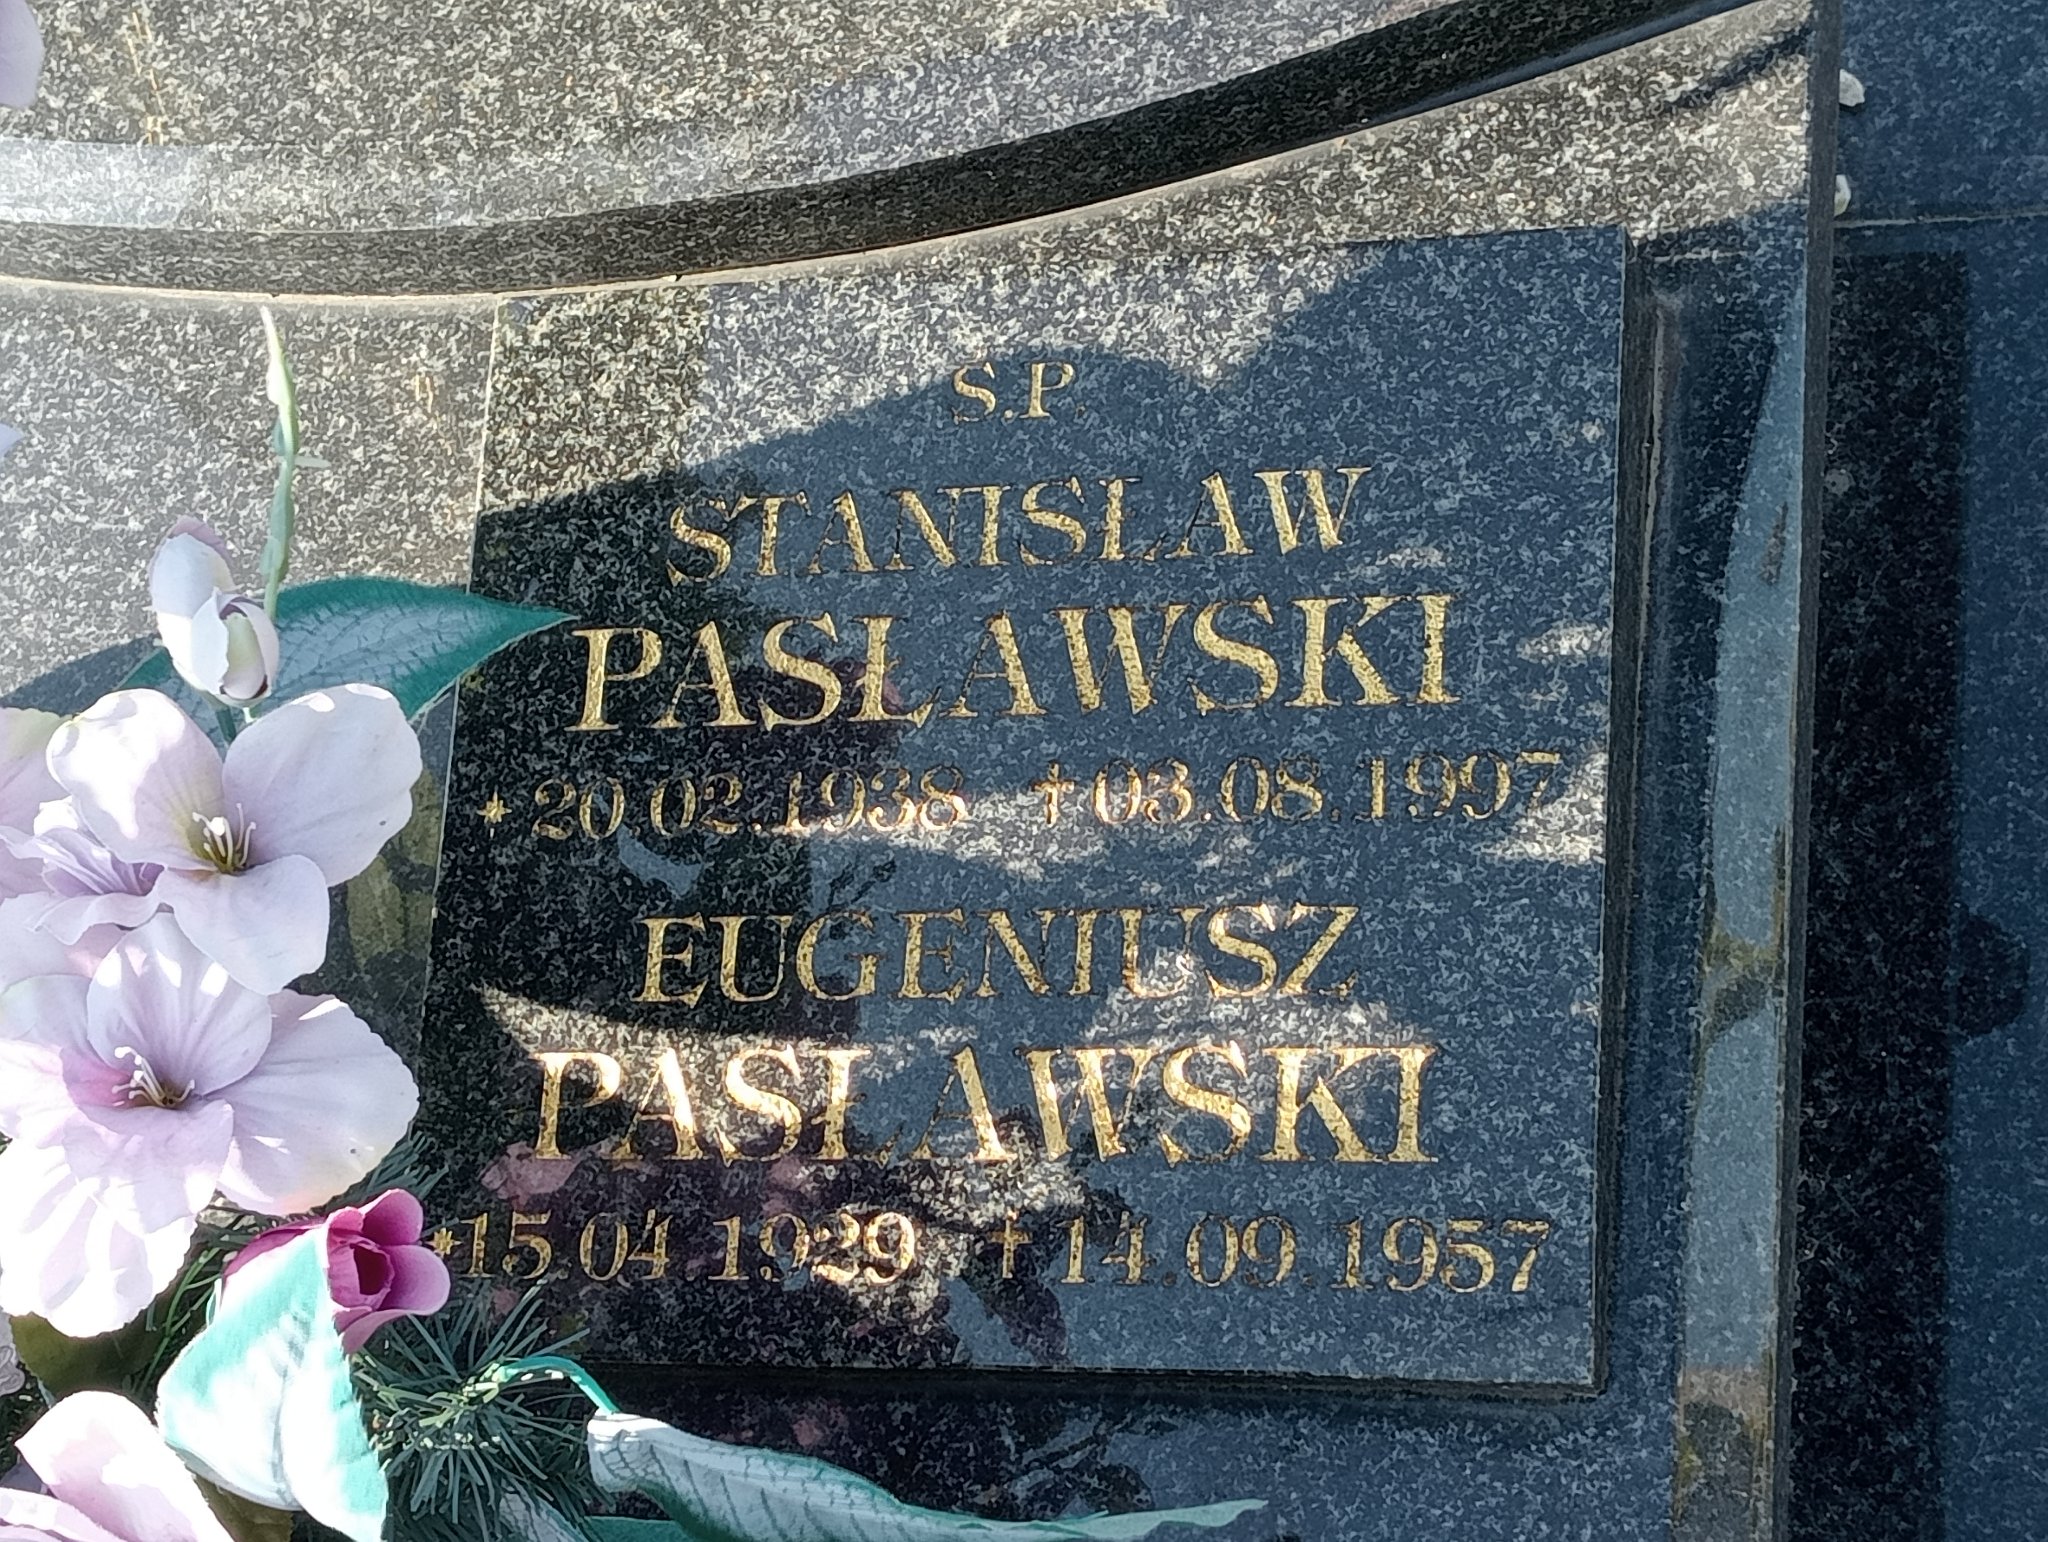 Ś.P.
STANISŁAW
PASŁAWSKI
* 20.02.1938 † 03.08.1997
EUGENIUSZ
PASŁAWSKI
*15.04.1929 † 14.09.1957